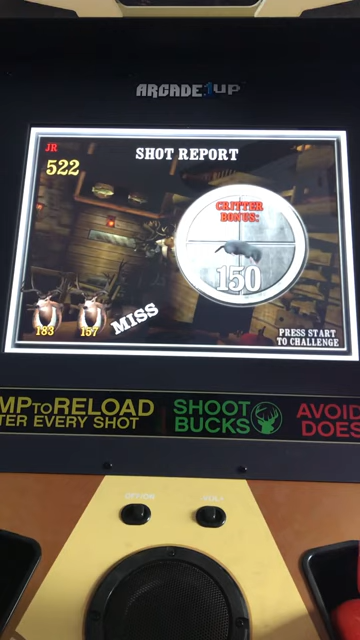 ARCADE1UP
JR
522
SHOT REPORT
CRITTER
BONUS:
150
157
MISS
PRESS START
TO CHALLENGE
MP TO RELOAD
TER EVERY SHOT
SHOOT
BUCKS
AVOID
DOES